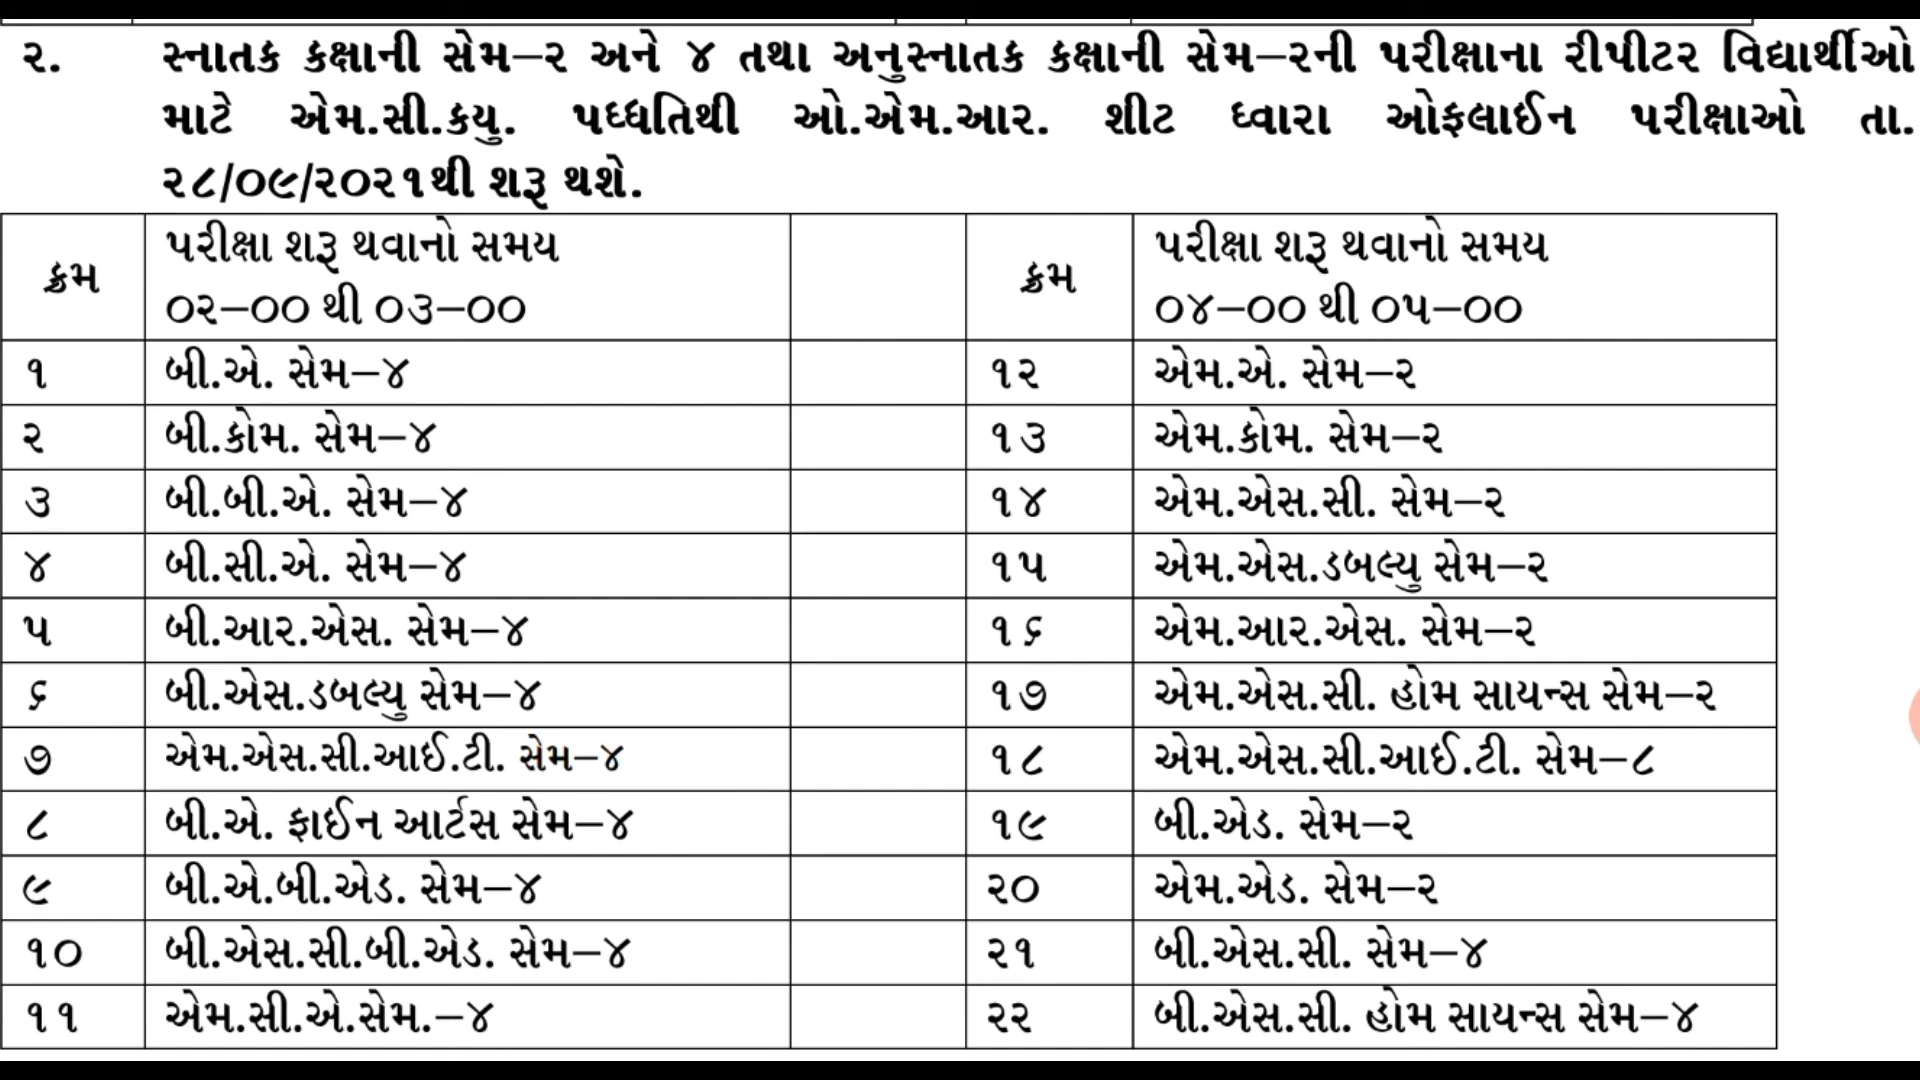 ૨. સ્નાતક કક્ષાની સેમ–૨ અને ૪ તથા અનુસ્નાતક કક્ષાની સેમ–૨ની પરીક્ષાના રીપીટર વિદ્યાર્થીઓ
માટે એમ.સી.કયુ. પધ્ધતિથી ઓ.એમ.આર. શીટ ધ્વારા ઓફલાઈન પરીક્ષાઓ તા.
૨૮/૦૯/૨૦૨૧થી શરૂ થશે.
ક્રમ પરીક્ષા શરૂ થવાનો સમય ૦૨–૦૦ થી ૦૩–૦૦ ક્રમ પરીક્ષા શરૂ થવાનો સમય ૦૪–૦૦ થી ૦૫–૦૦
૧ બી.એ. સેમ–૪ ૧૨ એમ.એ. સેમ–૨
૨ બી.કોમ. સેમ–૪ ૧૩ એમ.કોમ. સેમ–૨
૩ બી.બી.એ. સેમ–૪ ૧૪ એમ.એસ.સી. સેમ–૨
૪ બી.સી.એ. સેમ–૪ ૧૫ એમ.એસ.ડબલ્યુ સેમ–૨
૫ બી.આર.એસ. સેમ–૪ ૧૬ એમ.આર.એસ. સેમ–૨
૬ બી.એસ.ડબલ્યુ સેમ–૪ ૧૭ એમ.એસ.સી. હોમ સાયન્સ સેમ–૨
૭ એમ.એસ.સી.આઈ.ટી. સેમ–૪ ૧૮ એમ.એસ.સી.આઈ.ટી. સેમ–૮
૮ બી.એ. ફાઈન આર્ટસ સેમ–૪ ૧૯ બી.એડ. સેમ–૨
૯ બી.એ.બી.એડ. સેમ–૪ ૨૦ એમ.એડ. સેમ–૨
૧૦ બી.એસ.સી.બી.એડ. સેમ–૪ ૨૧ બી.એસ.સી. સેમ–૪
૧૧ એમ.સી.એ.સેમ.–૪ ૨૨ બી.એસ.સી. હોમ સાયન્સ સેમ–૪